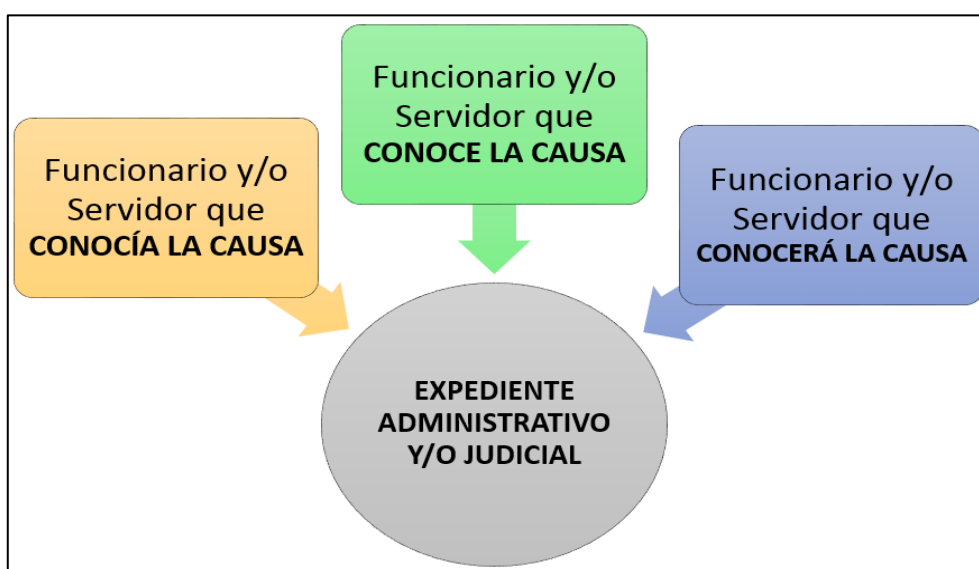 Funcionario y/o
Servidor que
CONOCÍA LA CAUSA
Funcionario y/o
Servidor que
CONOCE LA CAUSA
Funcionario y/o
Servidor que
CONOCERÁ LA CAUSA
EXPEDIENTE
ADMINISTRATIVO
Y/O JUDICIAL